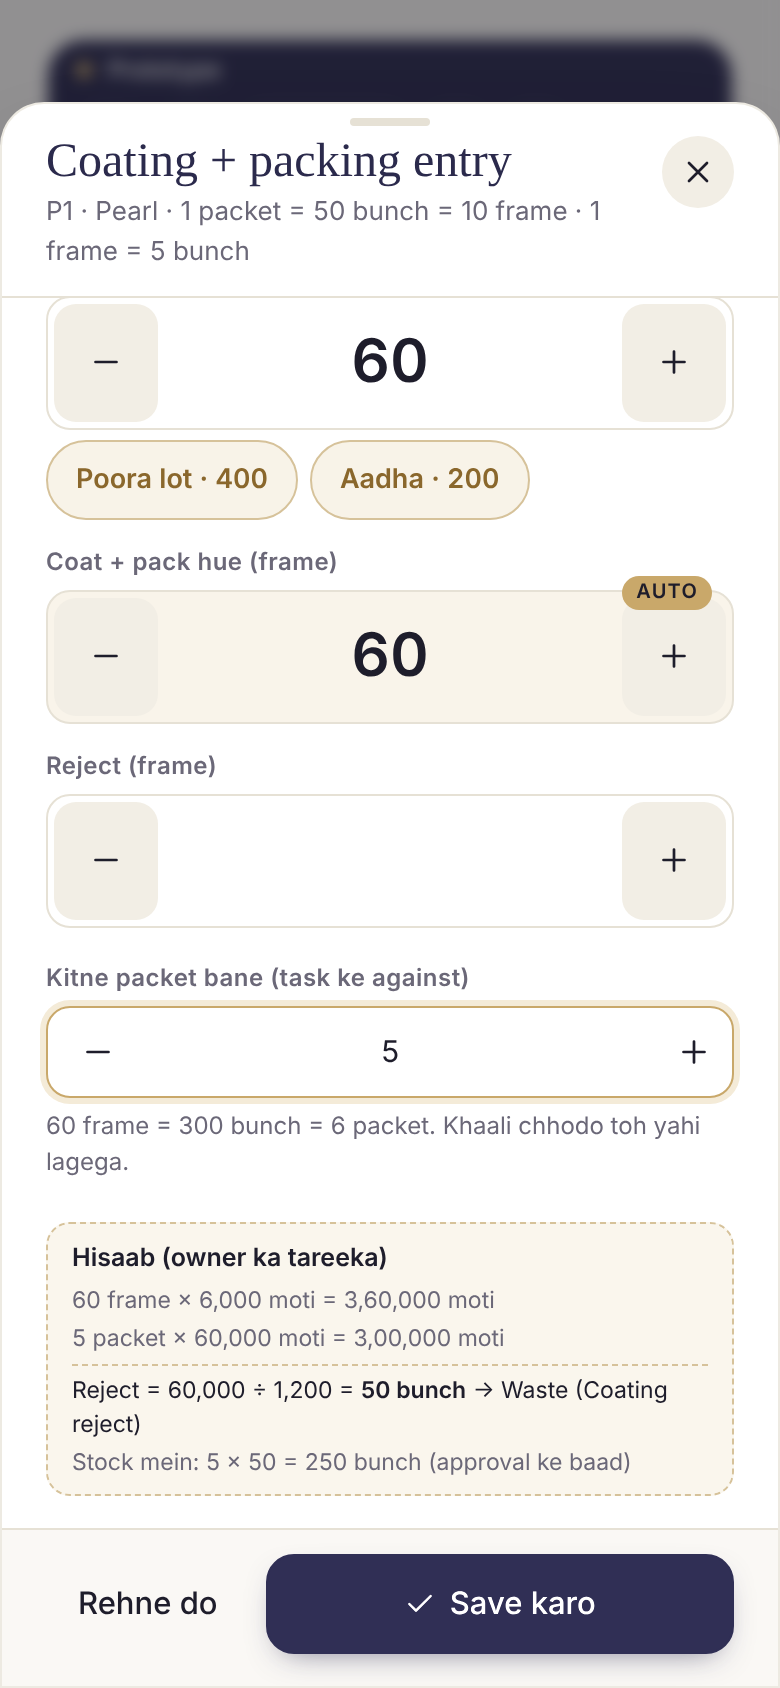 Prototype
Coating + packing entry
P1 · Pearl · 1 packet = 50 bunch = 10 frame · 1
frame = 5 bunch
60
Poora lot · 400
Aadha · 200
Coat + pack hue (frame)
AUTO
60
Reject (frame)
Kitne packet bane (task ke against)
5
60 frame = 300 bunch = 6 packet. Khaali chhodo toh yahi
lagega.
Hisaab (owner ka tareeka)
60 frame × 6,000 moti = 3,60,000 moti
5 packet × 60,000 moti = 3,00,000 moti
Reject = 60,000 ÷ 1,200 = 50 bunch → Waste (Coating
reject)
Stock mein: 5 × 50 = 250 bunch (approval ke baad)
Rehne do
Save karo